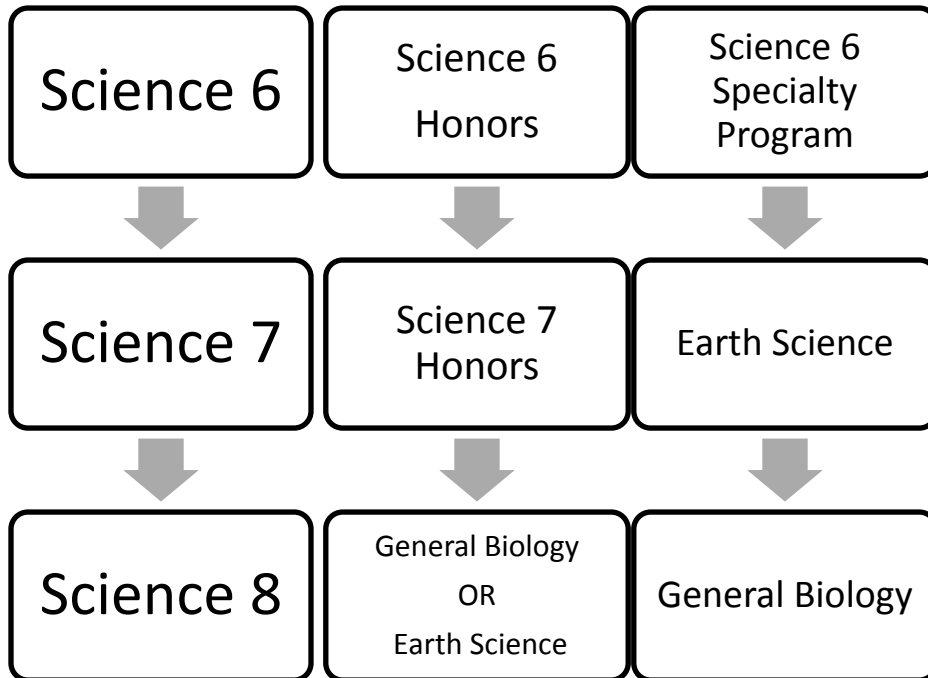 Science 6
Science 6
Honors
Science 6
Specialty
Program
Science 7
Science 7
Honors
Earth Science
Science 8
General Biology
OR
Earth Science
General Biology